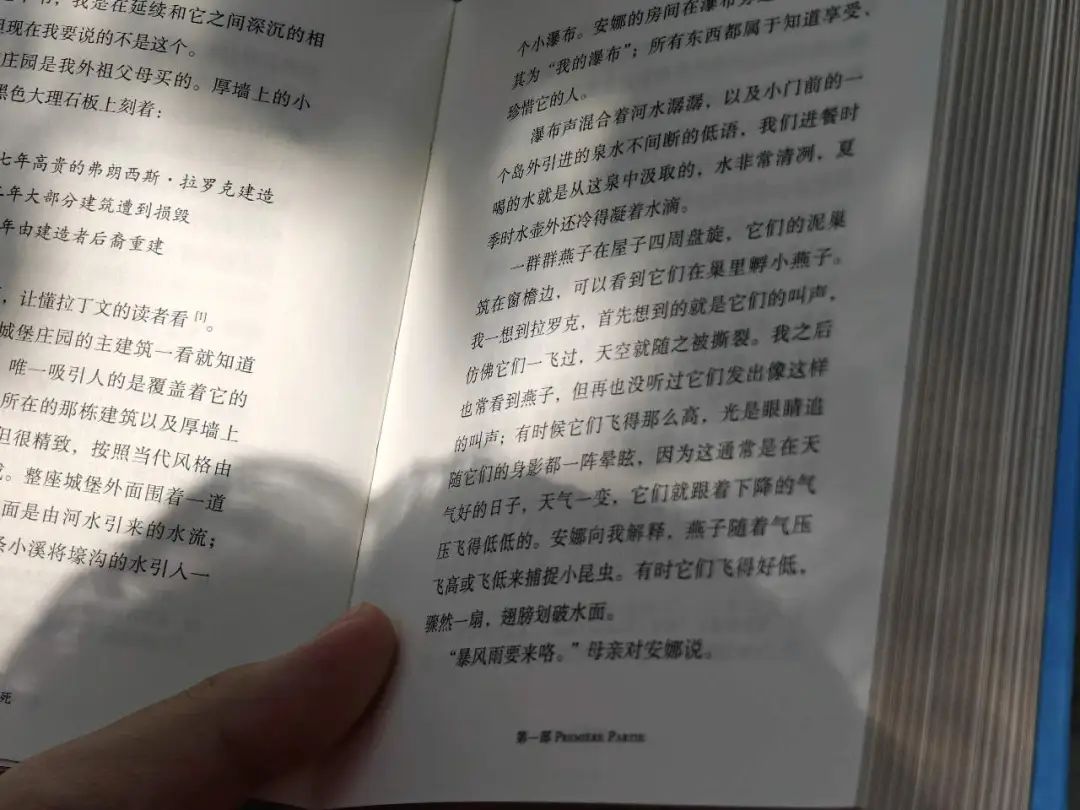 我是在延续和它之间深沉的相
现在我要说的不是这个。
庄园是我外祖父母买的。厚墙上的小
黑色大理石板上刻着：
七年高贵的弗朗西斯·拉罗克建造
年大部分建筑遭到损毁
年由建造者后裔重建
，让懂拉丁文的读者看[1]。
城堡庄园的主建筑一看就知道
唯一吸引人的是覆盖着它的
所在的那栋建筑以及厚墙上
但很精致，按照当代风格由
。整座城堡外面围着一道
面是由河水引来的水流；
条小溪将壕沟的水引入一
死
个小瀑布。安娜的房间在瀑布
其为“我的瀑布”；所有东西都属于知道享受、
珍惜它的人。
瀑布声混合着河水潺潺，以及小门前的一
个岛外引进的泉水不间断的低语，我们进餐时
喝的水就是从这泉中汲取的，水非常清冽，夏
季时水壶外还冷得凝着水滴。
一群群燕子在屋子四周盘旋，它们的泥巢
筑在窗檐边，可以看到它们在巢里孵小燕子。
我一想到拉罗克，首先想到的就是它们的叫声，
仿佛它们一飞过，天空就随之被撕裂。我之后
也常看到燕子，但再也没听过它们发出像这样
的叫声；有时候它们飞得那么高，光是眼睛追
随它们的身影都一阵晕眩，因为这通常是在天
气好的日子，天气一变，它们就跟着下降的气
压飞得低低的。安娜向我解释，燕子随着气压
飞高或飞低来捕捉小昆虫。有时它们飞得好低，
骤然一扇，翅膀划破水面。
“暴风雨要来咯。”母亲对安娜说。
第一部 PREMIÈRE PARTIE